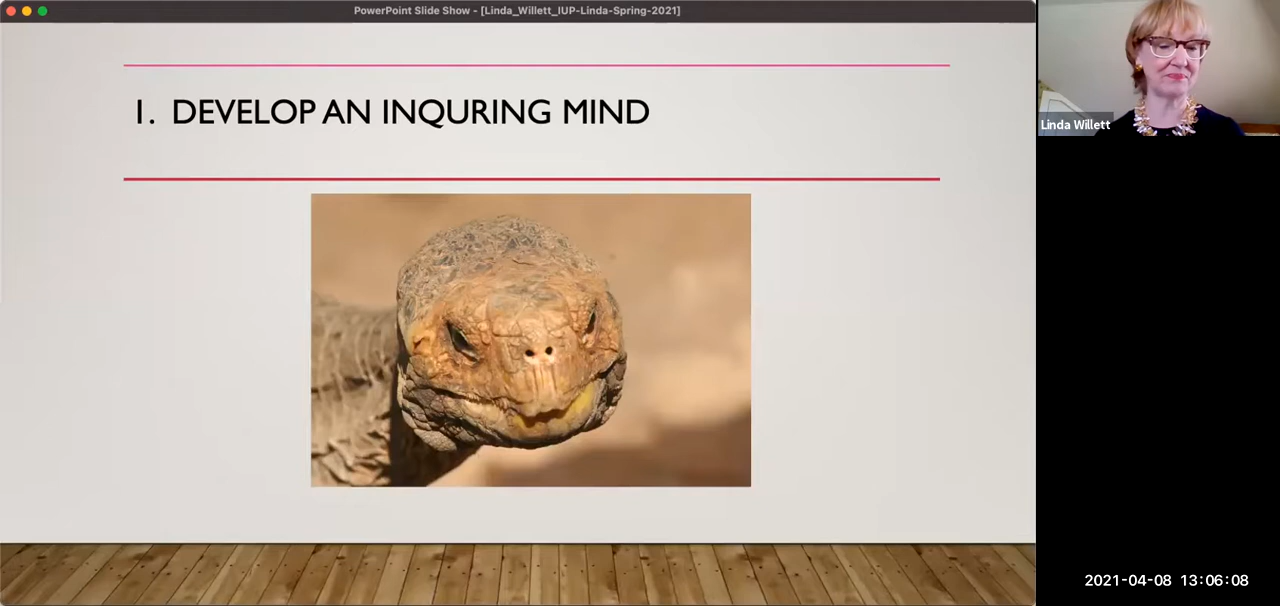 PowerPoint Slide Show - [Linda_Willett_IUP-Linda-Spring-2021]
1. DEVELOP AN INQURING MIND
Linda Willett
2021-04-08 13:06:08